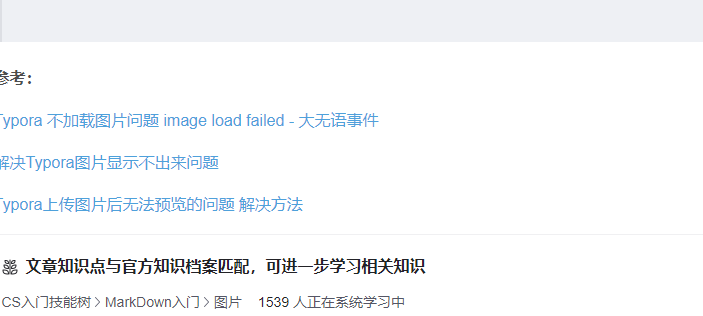 参考：
Typora 不加载图片问题 image load failed - 大无语事件
解决Typora图片显示不出来问题
Typora上传图片后无法预览的问题 解决方法
文章知识点与官方知识档案匹配，可进一步学习相关知识
CS入门技能树 > MarkDown入门 > 图片 1539 人正在系统学习中